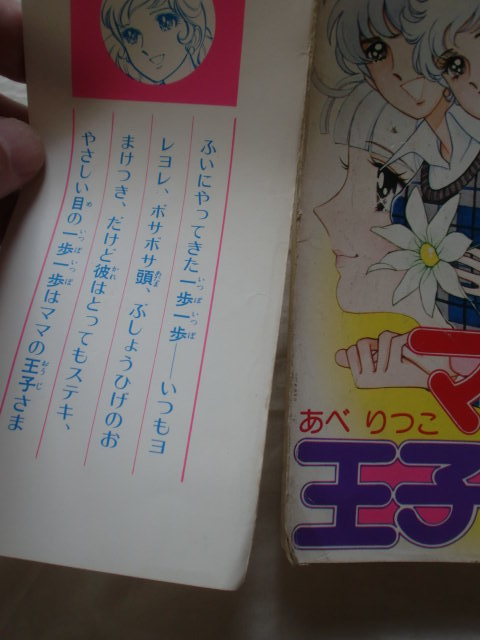 ふいにやってきた一歩一歩――いつもヨ
レヨレ、ボサボサ頭、ぶしょうひげのお
まけつき、だけど彼はとってもステキ、
やさしい目の一歩一歩はママの王子さま
あべ りつこ
マ
王子